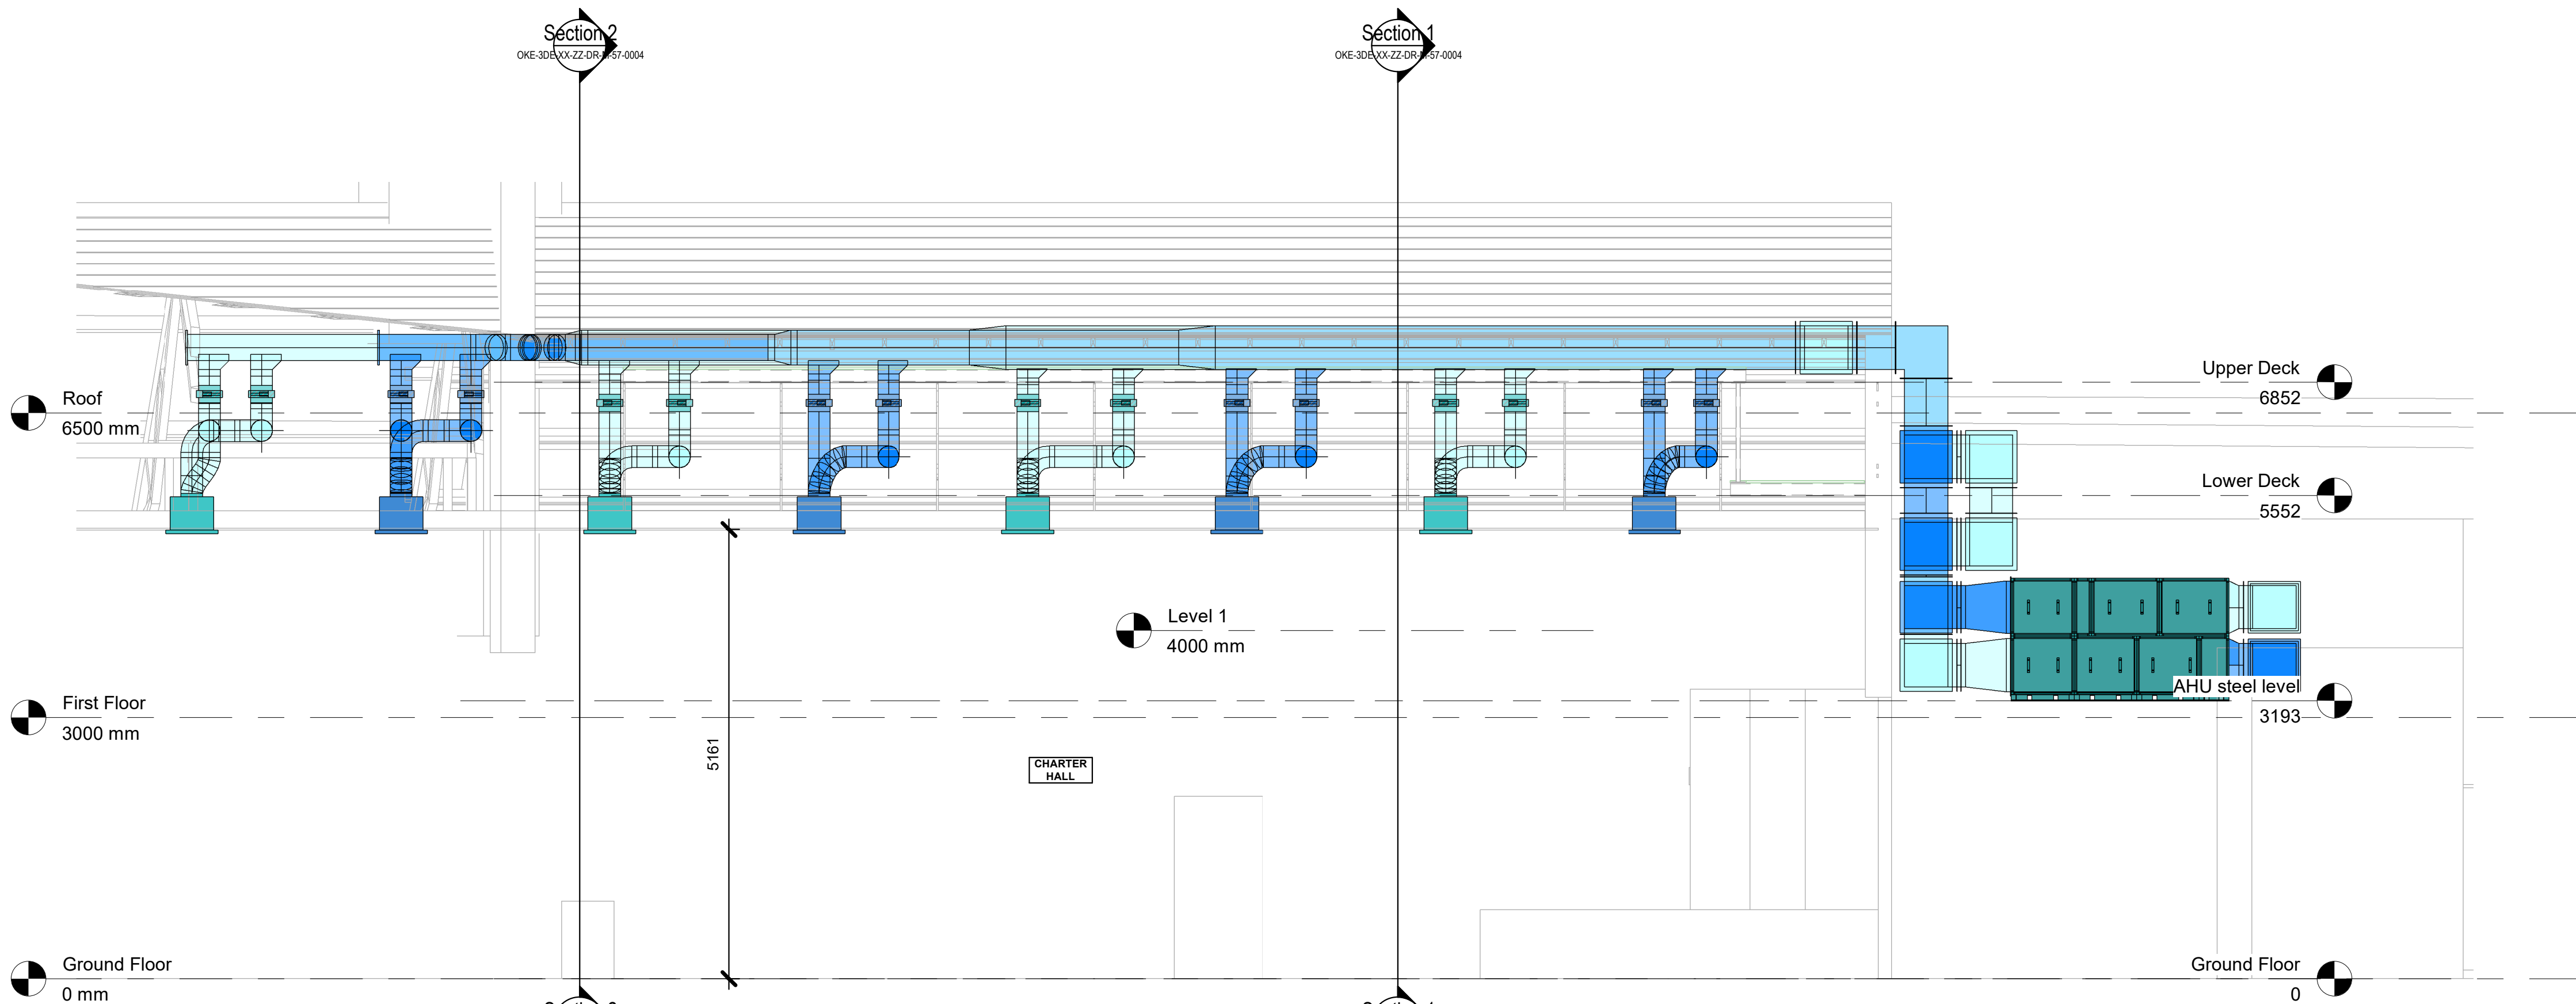 Section 2
OKE-3DE-XX-ZZ-DR-M-57-0004
Section 1
OKE-3DE-XX-ZZ-DR-M-57-0004
Roof
6500 mm
Upper Deck
6852
Lower Deck
5552
Level 1
4000 mm
First Floor
3000 mm
AHU steel level
3193
5161
CHARTER
HALL
Ground Floor
0 mm
Ground Floor
0